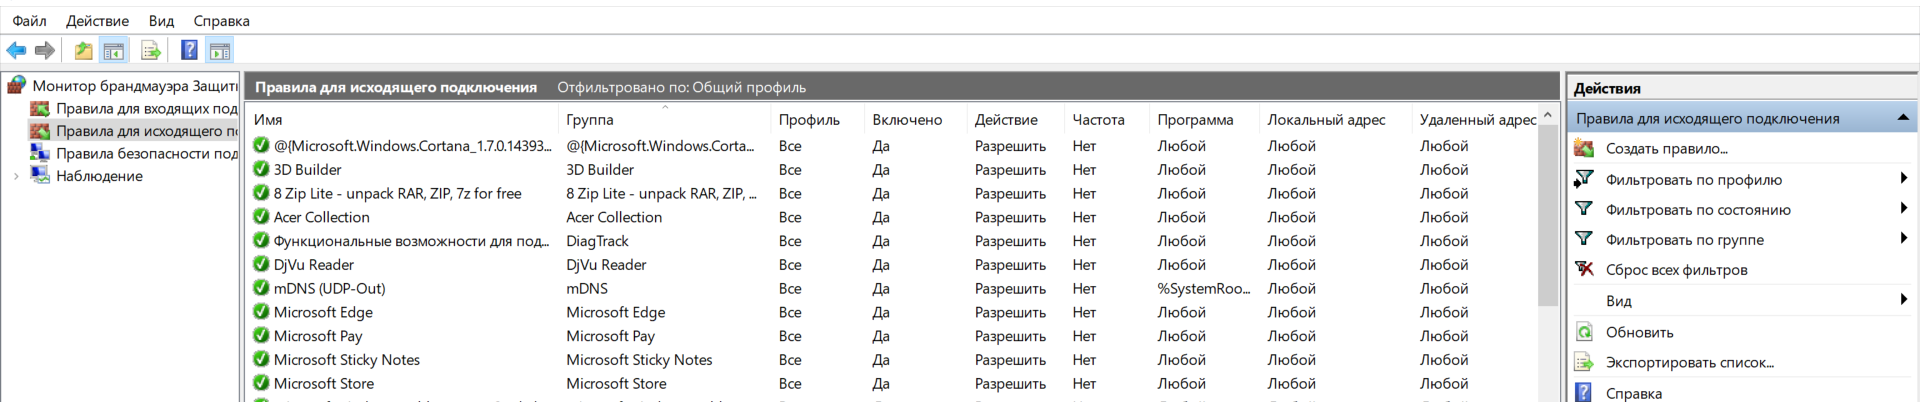 Файл Действие Вид Справка
Монитор брандмауэра Защит
Правила для входящих под
Правила для исходящего п
Правила безопасности под
Наблюдение
Правила для исходящего подключения Отфильтровано по: Общий профиль
Имя Группа Профиль Включено Действие Частота Программа Локальный адрес Удаленный адрес
@{Microsoft.Windows.Cortana_1.7.0.14393... @{Microsoft.Windows.Corta... Все Да Разрешить Нет Любой Любой Любой
3D Builder 3D Builder Все Да Разрешить Нет Любой Любой Любой
8 Zip Lite - unpack RAR, ZIP, 7z for free 8 Zip Lite - unpack RAR, ZIP, ... Все Да Разрешить Нет Любой Любой Любой
Acer Collection Acer Collection Все Да Разрешить Нет Любой Любой Любой
Функциональные возможности для под... DiagTrack Все Да Разрешить Нет Любой Любой Любой
DjVu Reader DjVu Reader Все Да Разрешить Нет Любой Любой Любой
mDNS (UDP-Out) mDNS Все Да Разрешить Нет %SystemRoo... Любой Любой
Microsoft Edge Microsoft Edge Все Да Разрешить Нет Любой Любой Любой
Microsoft Pay Microsoft Pay Все Да Разрешить Нет Любой Любой Любой
Microsoft Sticky Notes Microsoft Sticky Notes Все Да Разрешить Нет Любой Любой Любой
Microsoft Store Microsoft Store Все Да Разрешить Нет Любой Любой Любой
Действия
Правила для исходящего подключения
Создать правило...
Фильтровать по профилю
Фильтровать по состоянию
Фильтровать по группе
Сброс всех фильтров
Вид
Обновить
Экспортировать список...
Справка